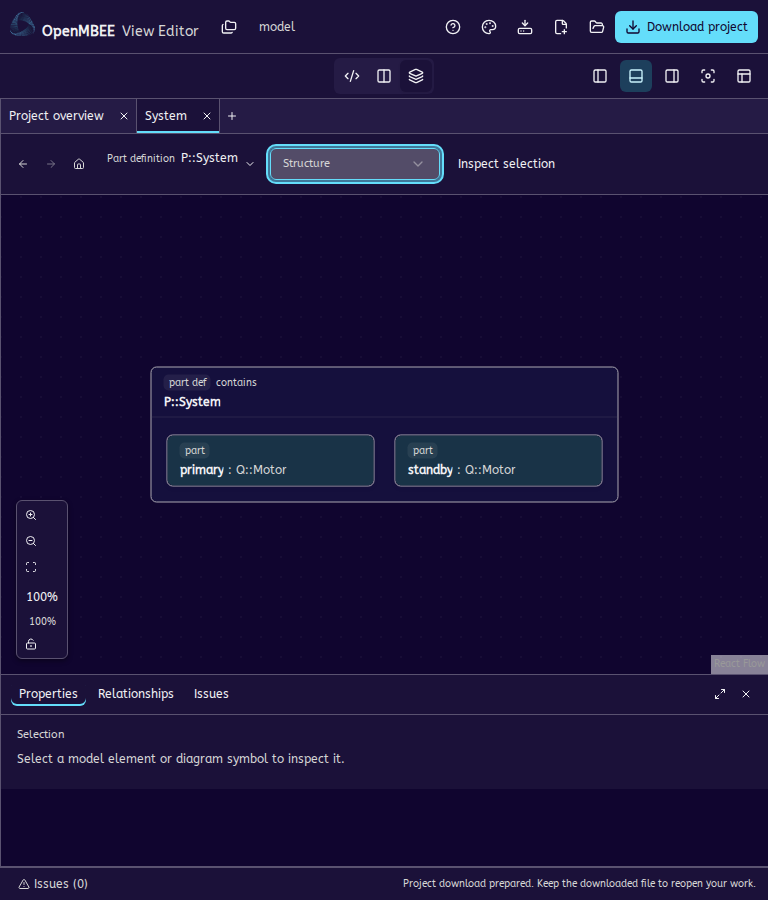 OpenMBEE View Editor
model
Download project
Project overview
System
Part definition P::System
Structure
Inspect selection
part def contains
P::System
part
primary : Q::Motor
part
standby : Q::Motor
100%
100%
React Flow
Properties
Relationships
Issues
Selection
Select a model element or diagram symbol to inspect it.
Issues (0)
Project download prepared. Keep the downloaded file to reopen your work.